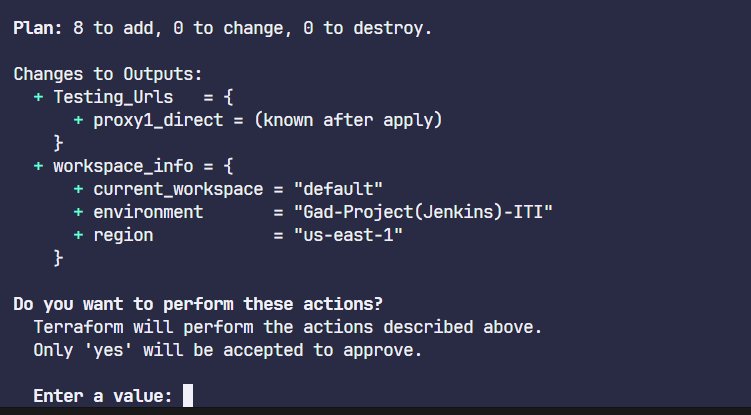 Plan: 8 to add, 0 to change, 0 to destroy.
Changes to Outputs:
+ Testing_Urls = {
+ proxy1_direct = (known after apply)
}
+ workspace_info = {
+ current_workspace = "default"
+ environment = "Gad-Project(Jenkins)-ITI"
+ region = "us-east-1"
}
Do you want to perform these actions?
Terraform will perform the actions described above.
Only 'yes' will be accepted to approve.
Enter a value: